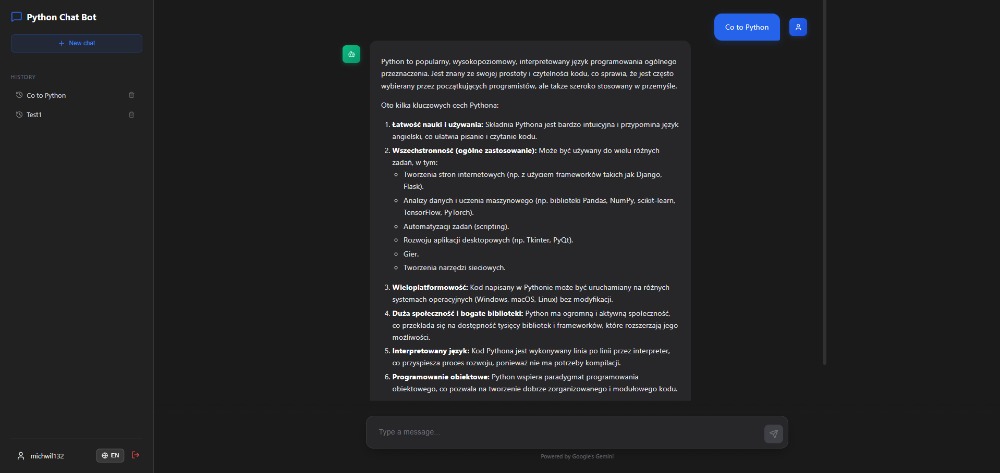 Python Chat Bot
New chat
HISTORY
Co to Python
Test1
michwil132
EN
Co to Python
Python to popularny, wysokopoziomowy, interpretowany język programowania ogólnego
przeznaczenia. Jest znany ze swojej prostoty i czytelności kodu, co sprawia, że jest często
wybierany przez początkujących programistów, ale także szeroko stosowany w przemyśle.
Oto kilka kluczowych cech Pythona:
1. Łatwość nauki i używania: Składnia Pythona jest bardzo intuicyjna i przypomina język
angielski, co ułatwia pisanie i czytanie kodu.
2. Wszechstronność (ogólne zastosowanie): Może być używany do wielu różnych
zadań, w tym:
Tworzenia stron internetowych (np. z użyciem frameworków takich jak Django,
Flask).
Analizy danych i uczenia maszynowego (np. biblioteki Pandas, NumPy, scikit-learn,
TensorFlow, PyTorch).
Automatyzacji zadań (scripting).
Rozwoju aplikacji desktopowych (np. Tkinter, PyQt).
Gier.
Tworzenia narzędzi sieciowych.
3. Wieloplatformowość: Kod napisany w Pythonie może być uruchamiany na różnych
systemach operacyjnych (Windows, macOS, Linux) bez modyfikacji.
4. Duża społeczność i bogate biblioteki: Python ma ogromną i aktywną społeczność,
co przekłada się na dostępność tysięcy bibliotek i frameworków, które rozszerzają jego
możliwości.
5. Interpretowany język: Kod Pythona jest wykonywany linia po linii przez interpreter,
co przyspiesza proces rozwoju, ponieważ nie ma potrzeby kompilacji.
6. Programowanie obiektowe: Python wspiera paradygmat programowania
obiektowego, co pozwala na tworzenie dobrze zorganizowanego i modułowego kodu.
Type a message...
Powered by Google's Gemini